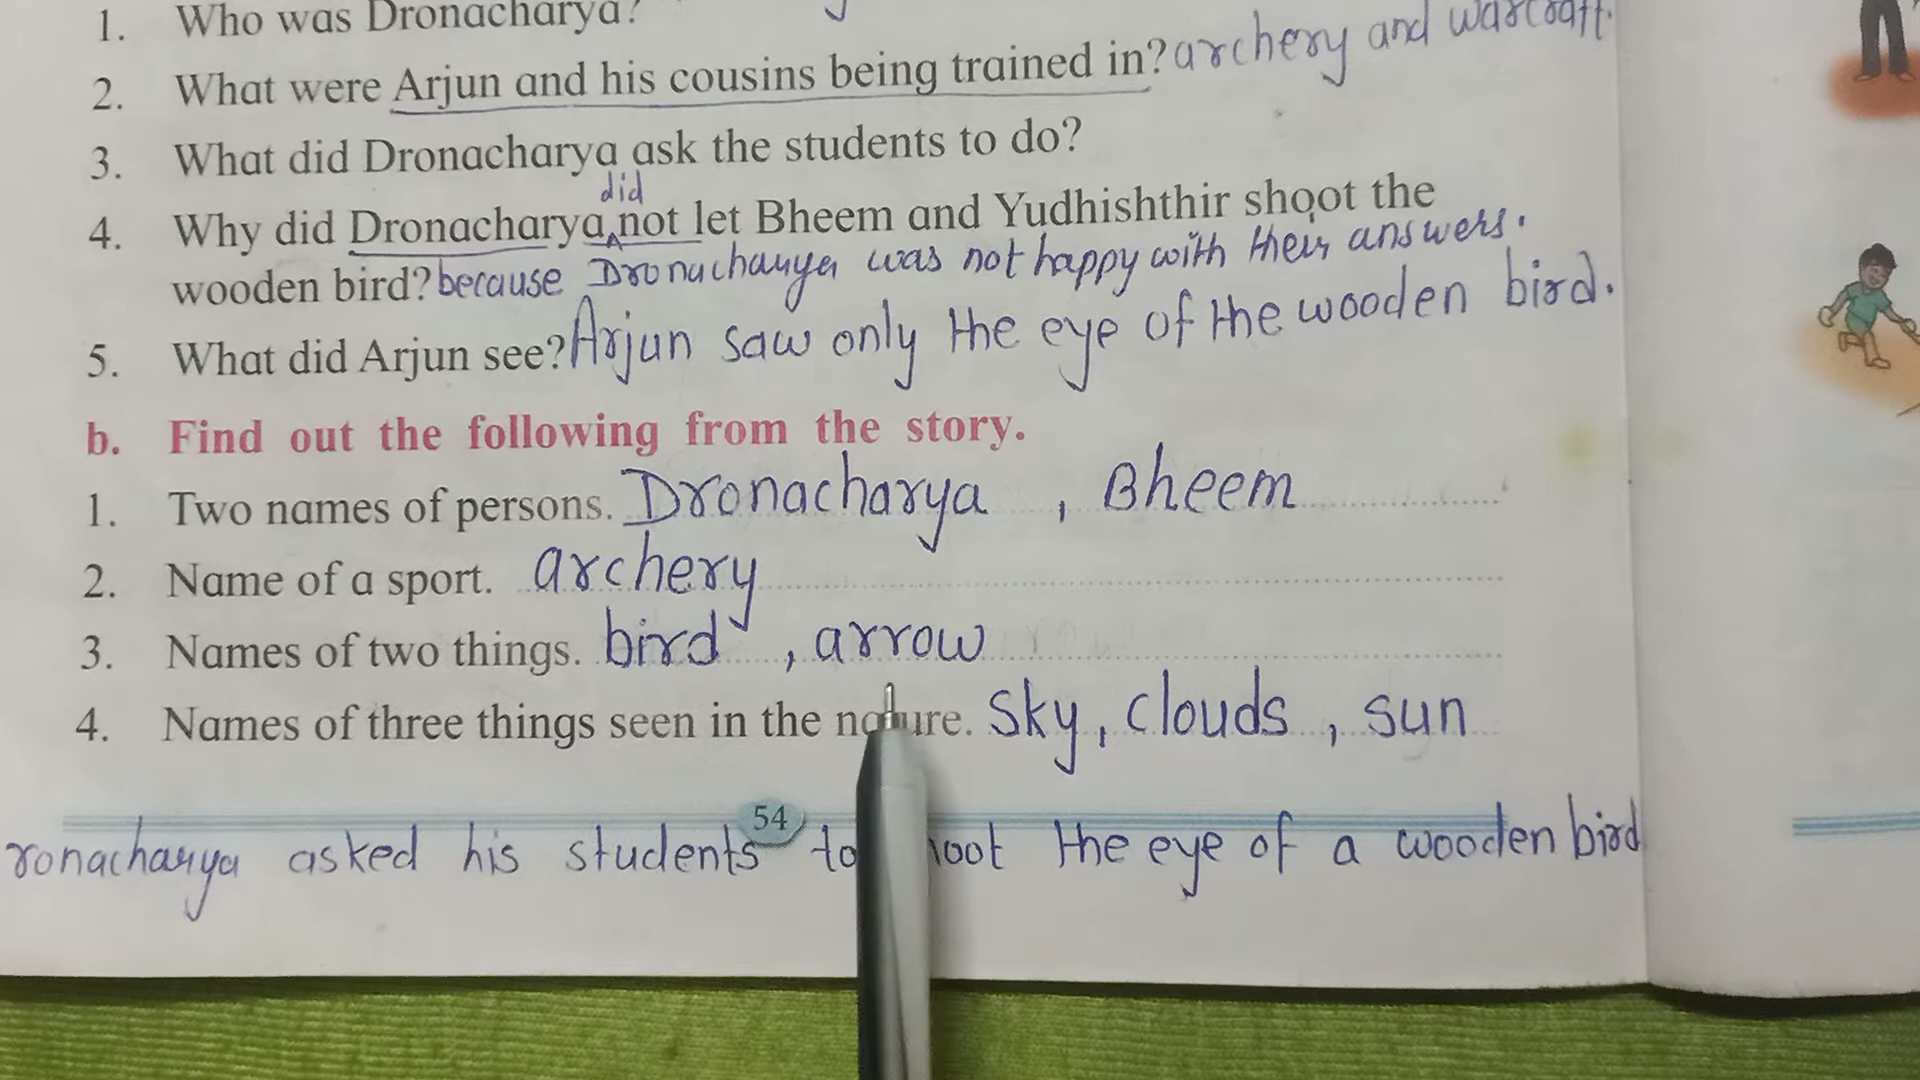 1. Who was Dronacharya?
2. What were Arjun and his cousins being trained in? archery and warcraft.
3. What did Dronacharya ask the students to do?
did
4. Why did Dronacharya not let Bheem and Yudhishthir shoot the
wooden bird? because Dronacharya was not happy with their answers.
5. What did Arjun see? Arjun saw only the eye of the wooden bird.
b. Find out the following from the story.
1. Two names of persons. Dronacharya , Bheem
2. Name of a sport. archery
3. Names of two things. bird , arrow
4. Names of three things seen in the nature. Sky, clouds , sun
54
ronacharya asked his students to hoot the eye of a wooden bird